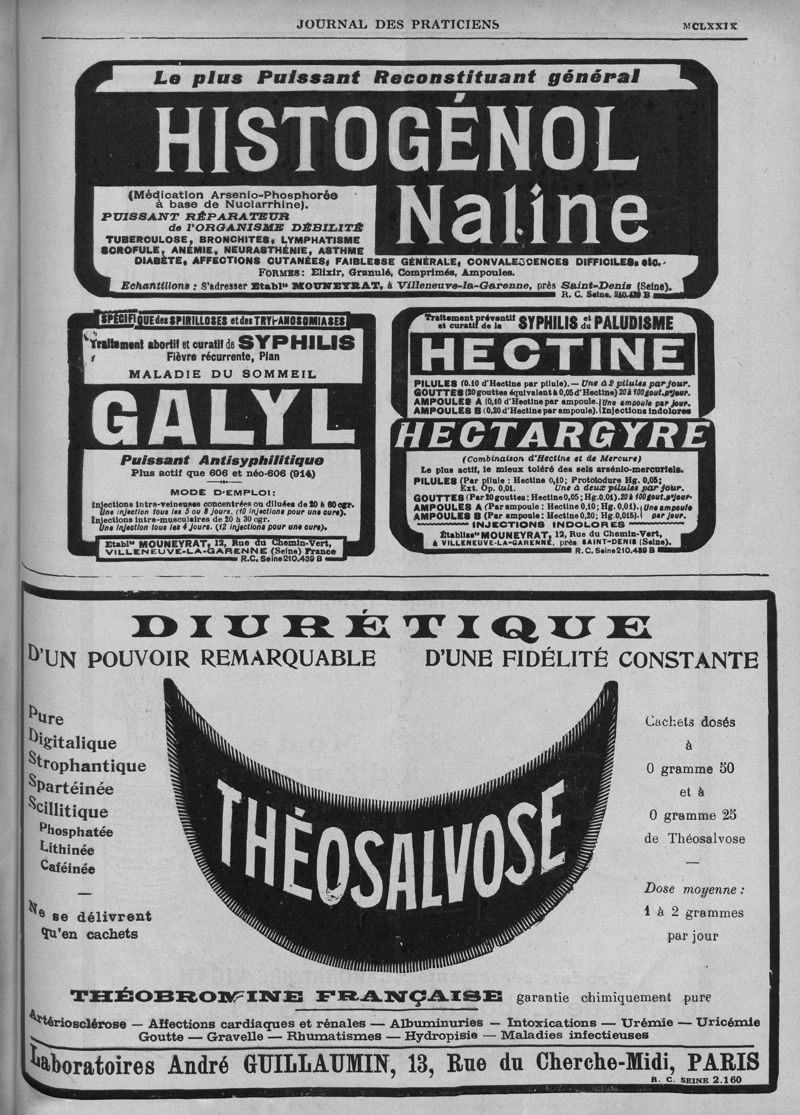 JOURNAL DES PRATICIENS
MCLXXIX
Le plus Puissant Reconstituant général
HISTOGÉNOL
Naline
(Médication Arsenio-Phosphorée
à base de Nuclarrhine).
PUISSANT RÉPARATEUR
de l'ORGANISME DÉBILITÉ
TUBERCULOSE, BRONCHITES, LYMPHATISME
SCROFULE, ANÉMIE, NEURASTHÉNIE, ASTHME
DIABÈTE, AFFECTIONS CUTANÉES, FAIBLESSE GÉNÉRALE, CONVALESCENCES DIFFICILES, etc.
FORMES: Elixir, Granulé, Comprimés, Ampoules.
Echantillons : S'adresser Etablts MOUNEYRAT, à Villeneuve-la-Garenne, près Saint-Denis (Seine).
R. C. Seine, 210.439 B
SPÉCIFIQUE des SPIRILLOSES et des TRYPANOSOMIASES
Traitement abortif et curatif de SYPHILIS
Fièvre récurrente, Pian
MALADIE DU SOMMEIL
GALYL
Puissant Antisyphilitique
Plus actif que 606 et néo-606 (914)
MODE D'EMPLOI:
Injections intra-veineuses concentrées ou diluées de 20 à 60 cgr.
Une injection tous les 5 ou 8 jours. (10 injections pour une cure).
Injections intra-musculaires de 20 à 30 cgr.
Une injection tous les 4 jours. (12 injections pour une cure).
Etablts MOUNEYRAT, 12, Rue du Chemin-Vert,
VILLENEUVE-LA-GARENNE (Seine) France
R.C. Seine 210.439 B
Traitement préventif et curatif de la SYPHILIS et du PALUDISME
HECTINE
PILULES (0.10 d'Hectine par pilule). — Une à 2 pilules par jour.
GOUTTES (20 gouttes équivalent à 0,05 d'Hectine) 20 à 100 gout. p. jour.
AMPOULES A (0,10 d'Hectine par ampoule. Une ampoule par jour.
AMPOULES B (0,20 d'Hectine par ampoule). Injections indolores
HECTARGYRE
(Combinaison d'Hectine et de Mercure)
Le plus actif, le mieux toléré des sels arsénio-mercuriels.
PILULES (Par pilule : Hectine 0,10; Protoiodure Hg. 0,05;
Ext. Op. 0,01. Une à deux pilules par jour.
GOUTTES (Par 20 gouttes: Hectine 0,05; Hg. 0,01). 20 à 100 gout. p. jour.
AMPOULES A (Par ampoule : Hectine 0,10; Hg. 0,01). Une ampoule
AMPOULES B (Par ampoule: Hectine 0,20; Hg. 0,015). par jour.
INJECTIONS INDOLORES
Établissts MOUNEYRAT, 12, Rue du Chemin-Vert,
à VILLENEUVE-LA-GARENNE, près SAINT-DENIS (Seine).
R. C. Seine 210.439 B
DIURÉTIQUE
D'UN POUVOIR REMARQUABLE D'UNE FIDÉLITÉ CONSTANTE
Pure
Digitalique
Strophantique
Spartéinée
Scillitique
Phosphatée
Lithinée
Caféinée
—
Ne se délivrent
qu'en cachets
THÉOSALVOSE
Cachets dosés
à
0 gramme 50
et à
0 gramme 25
de Théosalvose
—
Dose moyenne :
1 à 2 grammes
par jour
THÉOBROMINE FRANÇAISE garantie chimiquement pure
Artériosclérose — Affections cardiaques et rénales — Albuminuries — Intoxications — Urémie — Uricémie
Goutte — Gravelle — Rhumatismes — Hydropisie — Maladies infectieuses
Laboratoires André GUILLAUMIN, 13, Rue du Cherche-Midi, PARIS
R. C. SEINE 2.160